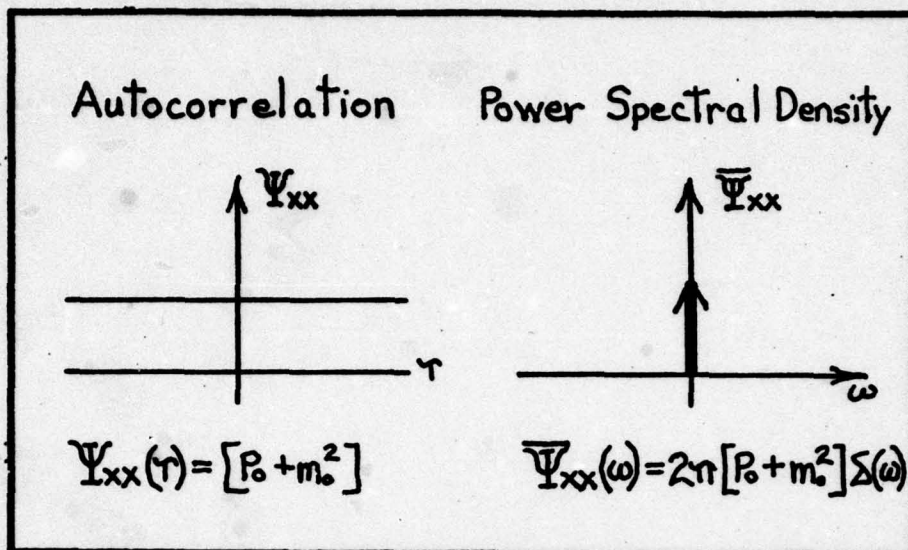 Autocorrelation
Ψxx
τ
Ψxx(τ) = [P₀ + m₀²]
Power Spectral Density
Ψ̅xx
ω
Ψ̅xx(ω) = 2π[P₀ + m₀²]δ(ω)